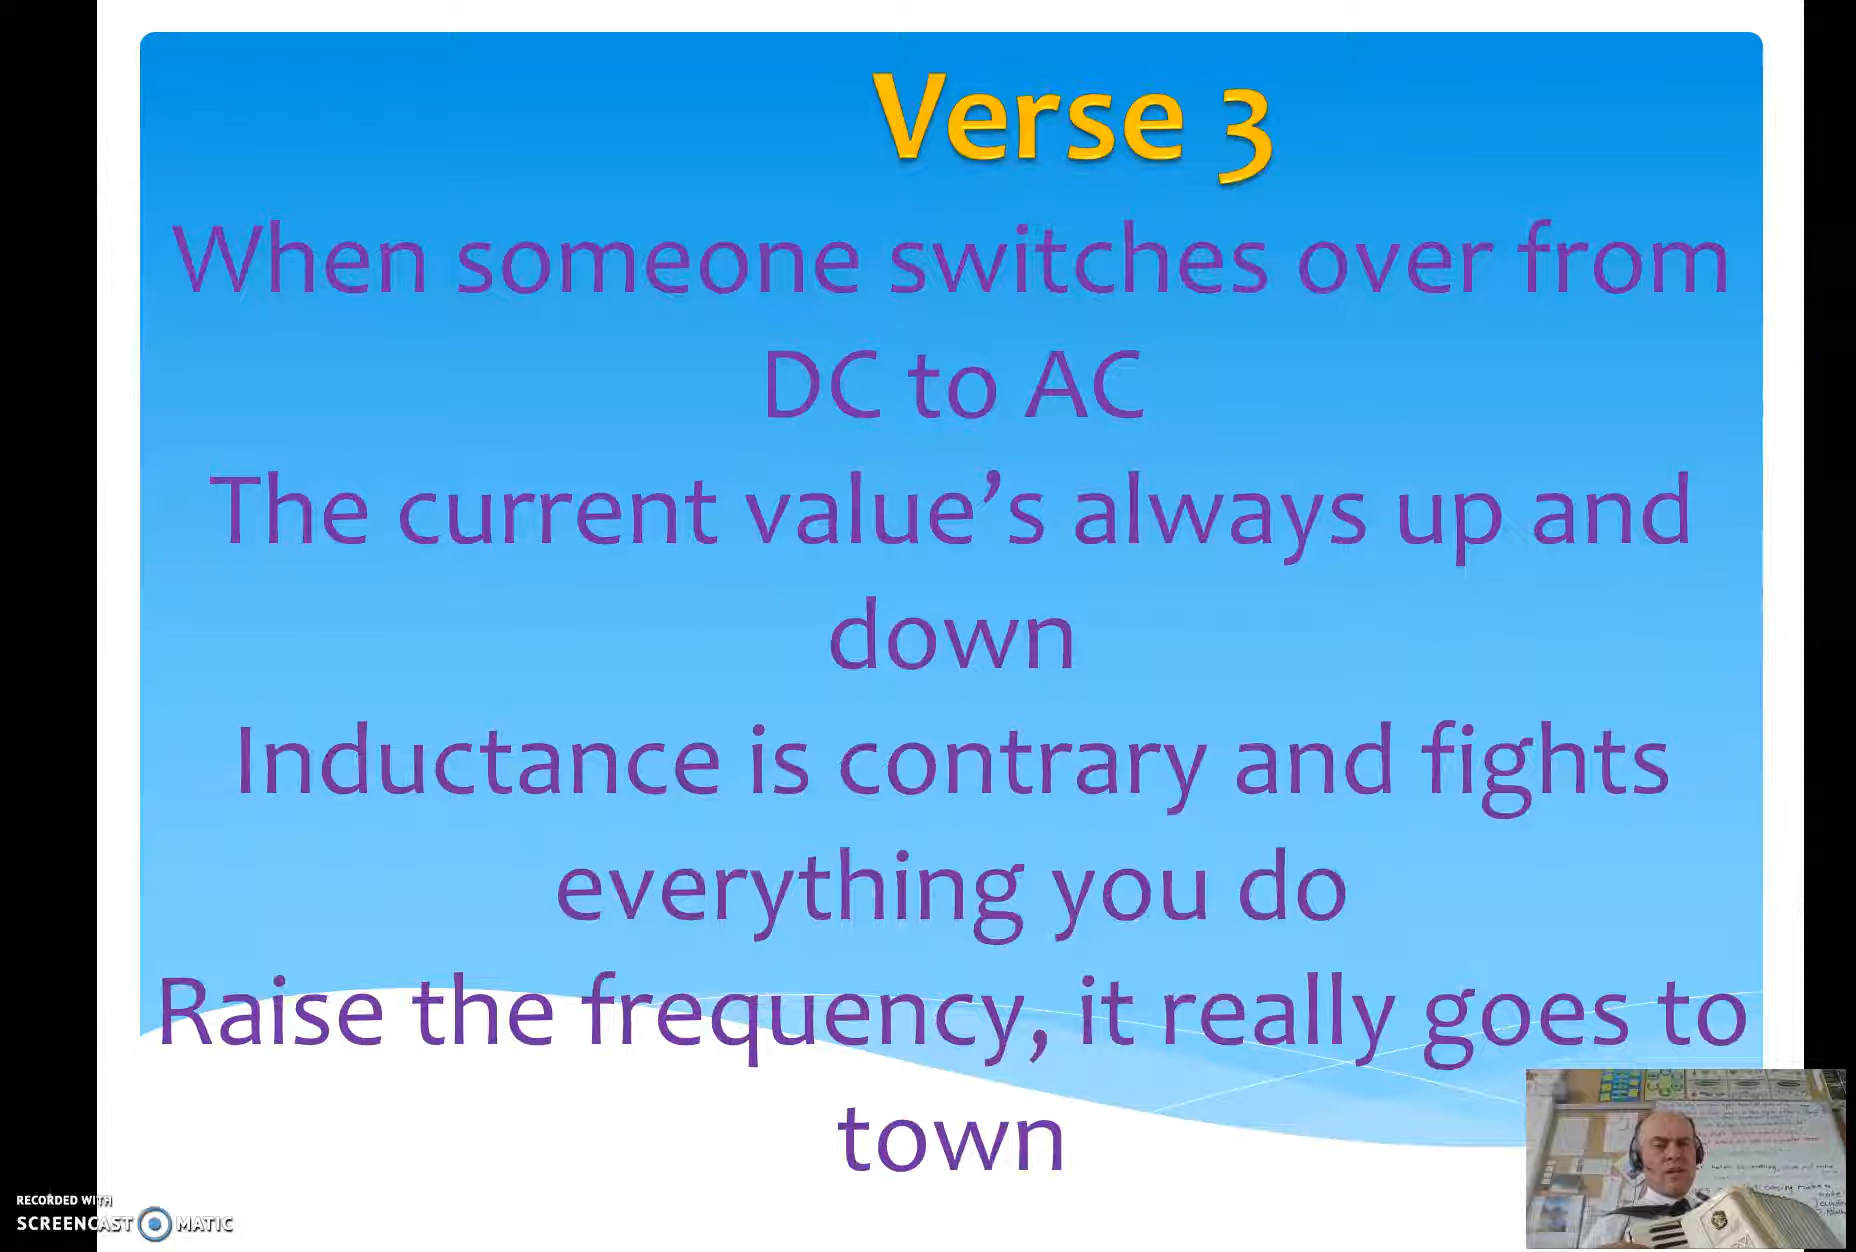 Verse 3
When someone switches over from
DC to AC
The current value’s always up and
down
Inductance is contrary and fights
everything you do
Raise the frequency, it really goes to
town
RECORDED WITH
SCREENCAST MATIC